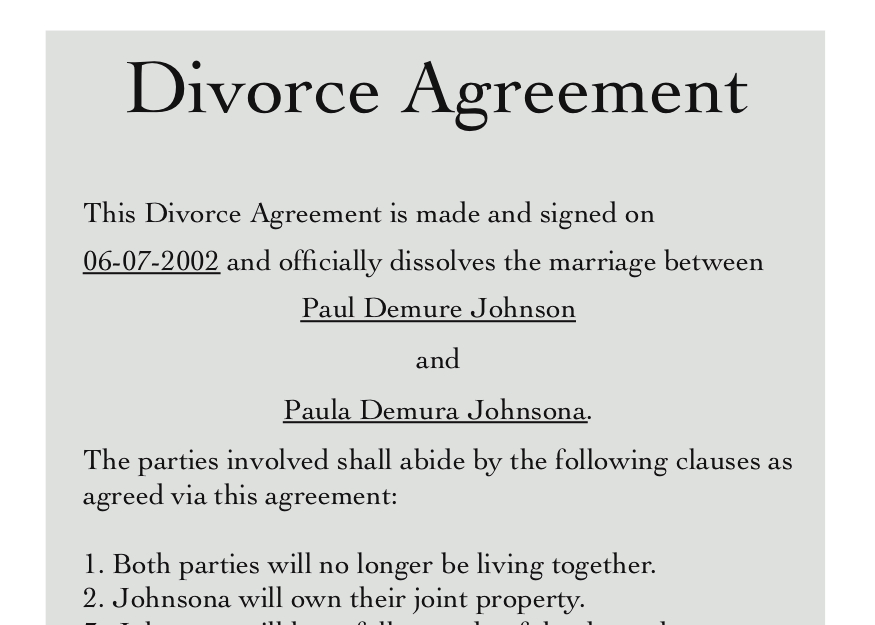 Divorce Agreement
This Divorce Agreement is made and signed on
06-07-2002 and officially dissolves the marriage between
Paul Demure Johnson
and
Paula Demura Johnsona.
The parties involved shall abide by the following clauses as
agreed via this agreement:
1. Both parties will no longer be living together.
2. Johnsona will own their joint property.